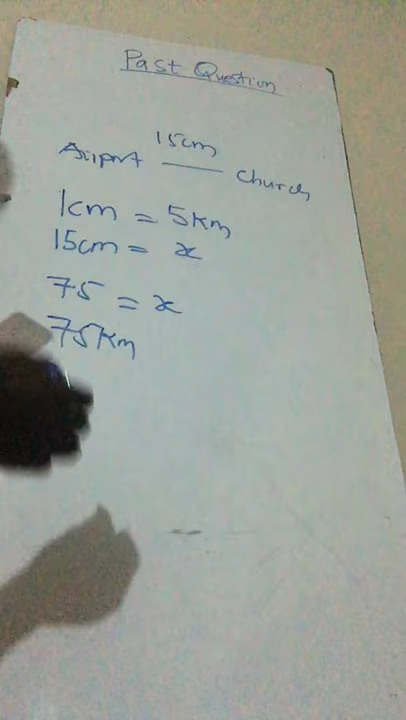 Past Question
15cm
Airport —— church
1cm = 5km
15cm = x
75 = x
75km